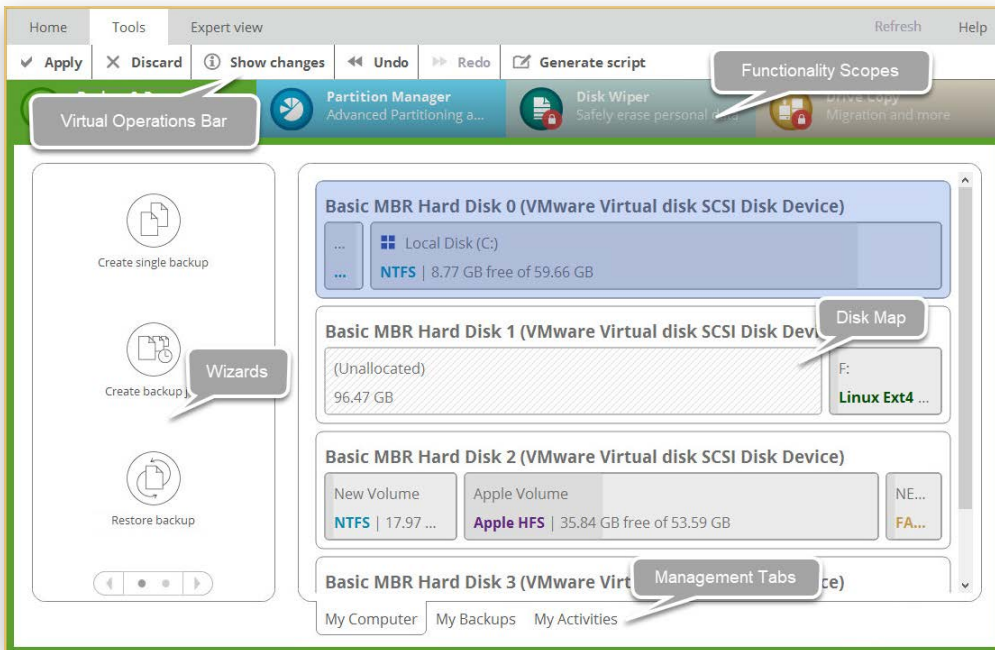 Home Tools Expert view Refresh Help
Apply Discard Show changes Undo Redo Generate script
Functionality Scopes
Virtual Operations Bar
Partition Manager
Advanced Partitioning a...
Disk Wiper
Safely erase personal data
Drive Copy
Migration and more
Create single backup
Create backup
Wizards
Restore backup
Basic MBR Hard Disk 0 (VMware Virtual disk SCSI Disk Device)
... Local Disk (C:)
... NTFS | 8.77 GB free of 59.66 GB
Basic MBR Hard Disk 1 (VMware Virtual disk SCSI Disk
Disk Map
(Unallocated) F:
96.47 GB Linux Ext4 ...
Basic MBR Hard Disk 2 (VMware Virtual disk SCSI Disk Device)
New Volume Apple Volume NE...
NTFS | 17.97 ... Apple HFS | 35.84 GB free of 53.59 GB FA...
Basic MBR Hard Disk 3 (VMware
Management Tabs
My Computer My Backups My Activities